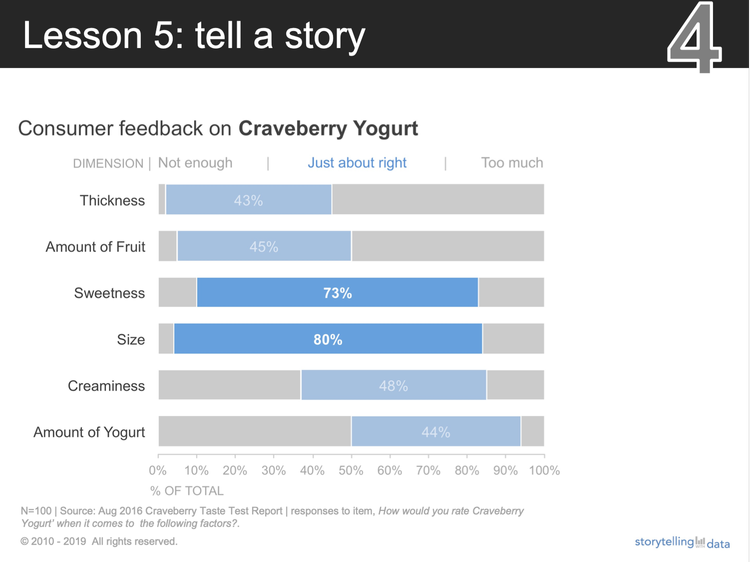 Lesson 5: tell a story
4
Consumer feedback on Craveberry Yogurt
DIMENSION | Not enough | Just about right | Too much
Thickness 43%
Amount of Fruit 45%
Sweetness 73%
Size 80%
Creaminess 48%
Amount of Yogurt 44%
0% 10% 20% 30% 40% 50% 60% 70% 80% 90% 100%
% OF TOTAL
N=100 | Source: Aug 2016 Craveberry Taste Test Report | responses to item, How would you rate Craveberry
Yogurt' when it comes to the following factors?.
© 2010 - 2019 All rights reserved.
storytelling data